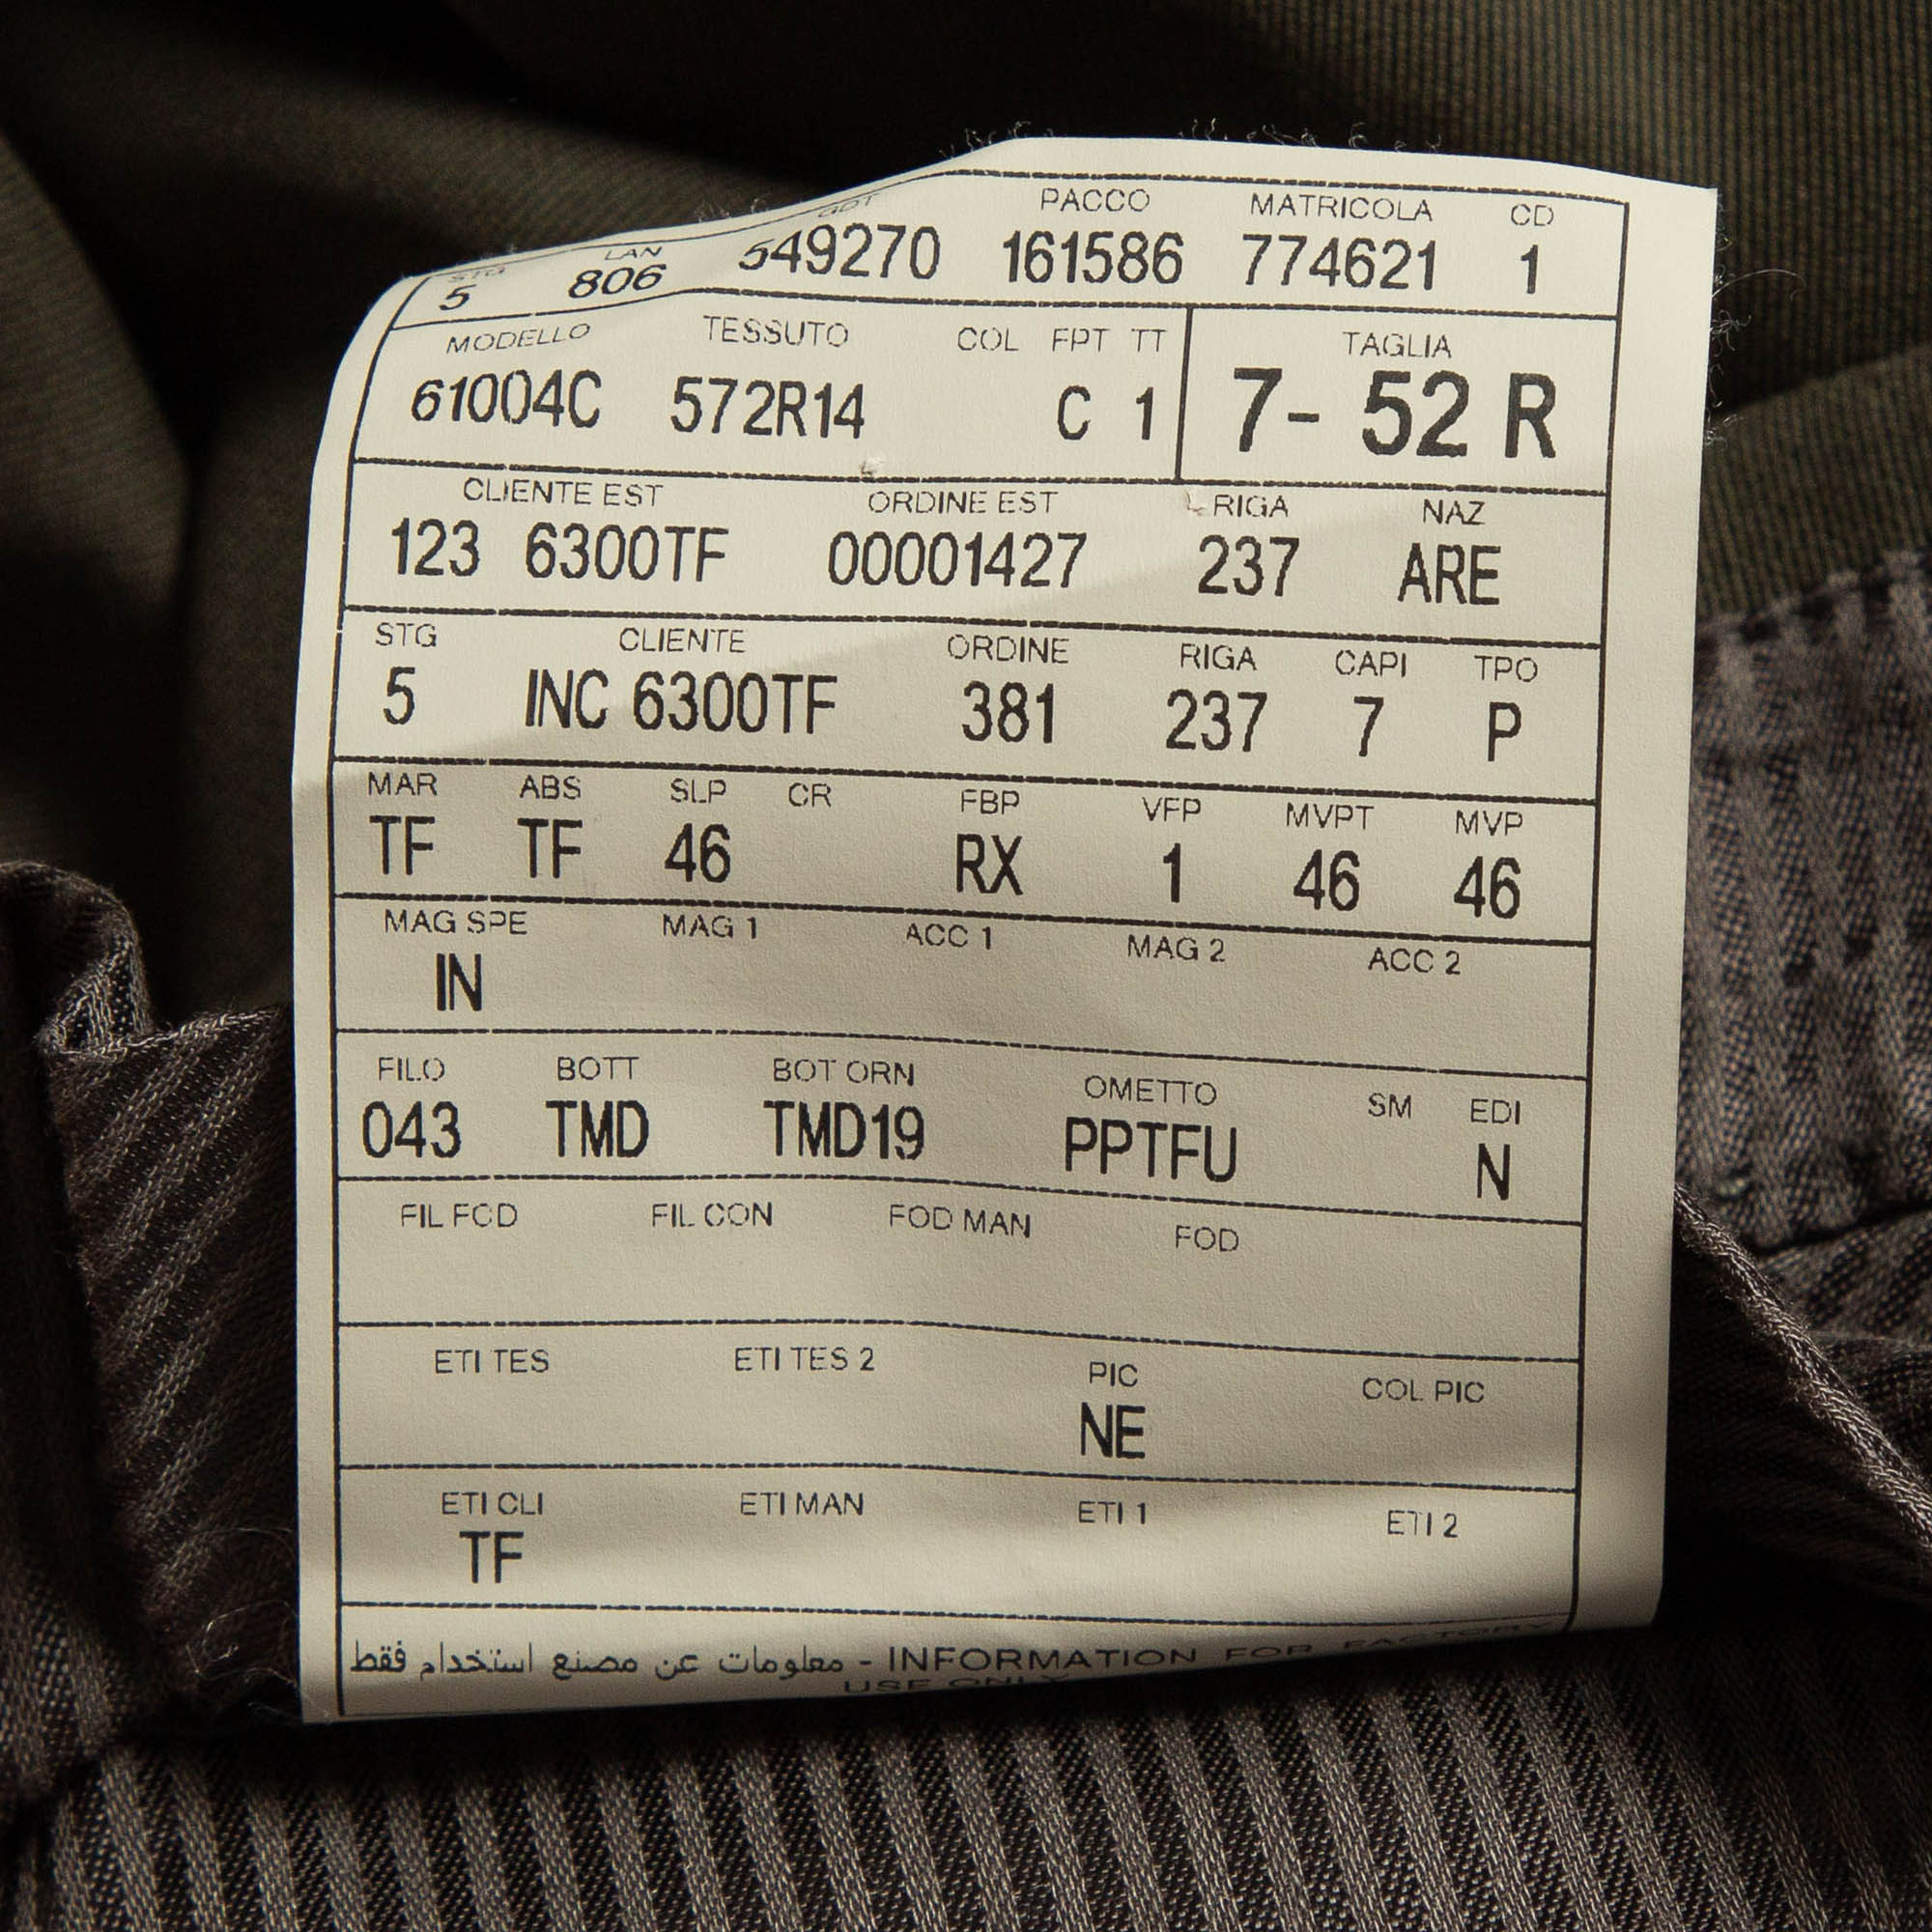 STG LAN GDT PACCO MATRICOLA CD
5 806 549270 161586 774621 1
MODELLO TESSUTO COL FPT TT TAGLIA
61004C 572R14 C 1 7- 52 R
CLIENTE EST ORDINE EST RIGA NAZ
123 6300TF 00001427 237 ARE
STG CLIENTE ORDINE RIGA CAPI TPO
5 INC 6300TF 381 237 7 P
MAR ABS SLP CR FBP VFP MVPT MVP
TF TF 46 RX 1 46 46
MAG SPE MAG 1 ACC 1 MAG 2 ACC 2
IN
FILO BOTT BOT ORN OMETTO SM EDI
043 TMD TMD19 PPTFU N
FIL FOD FIL CON FOD MAN FOD
ETI TES ETI TES 2 PIC COL PIC
NE
ETI CLI ETI MAN ETI 1 ETI 2
TF
معلومات عن مصنع استخدام فقط - INFORMATION FOR FACTORY
USE ONLY